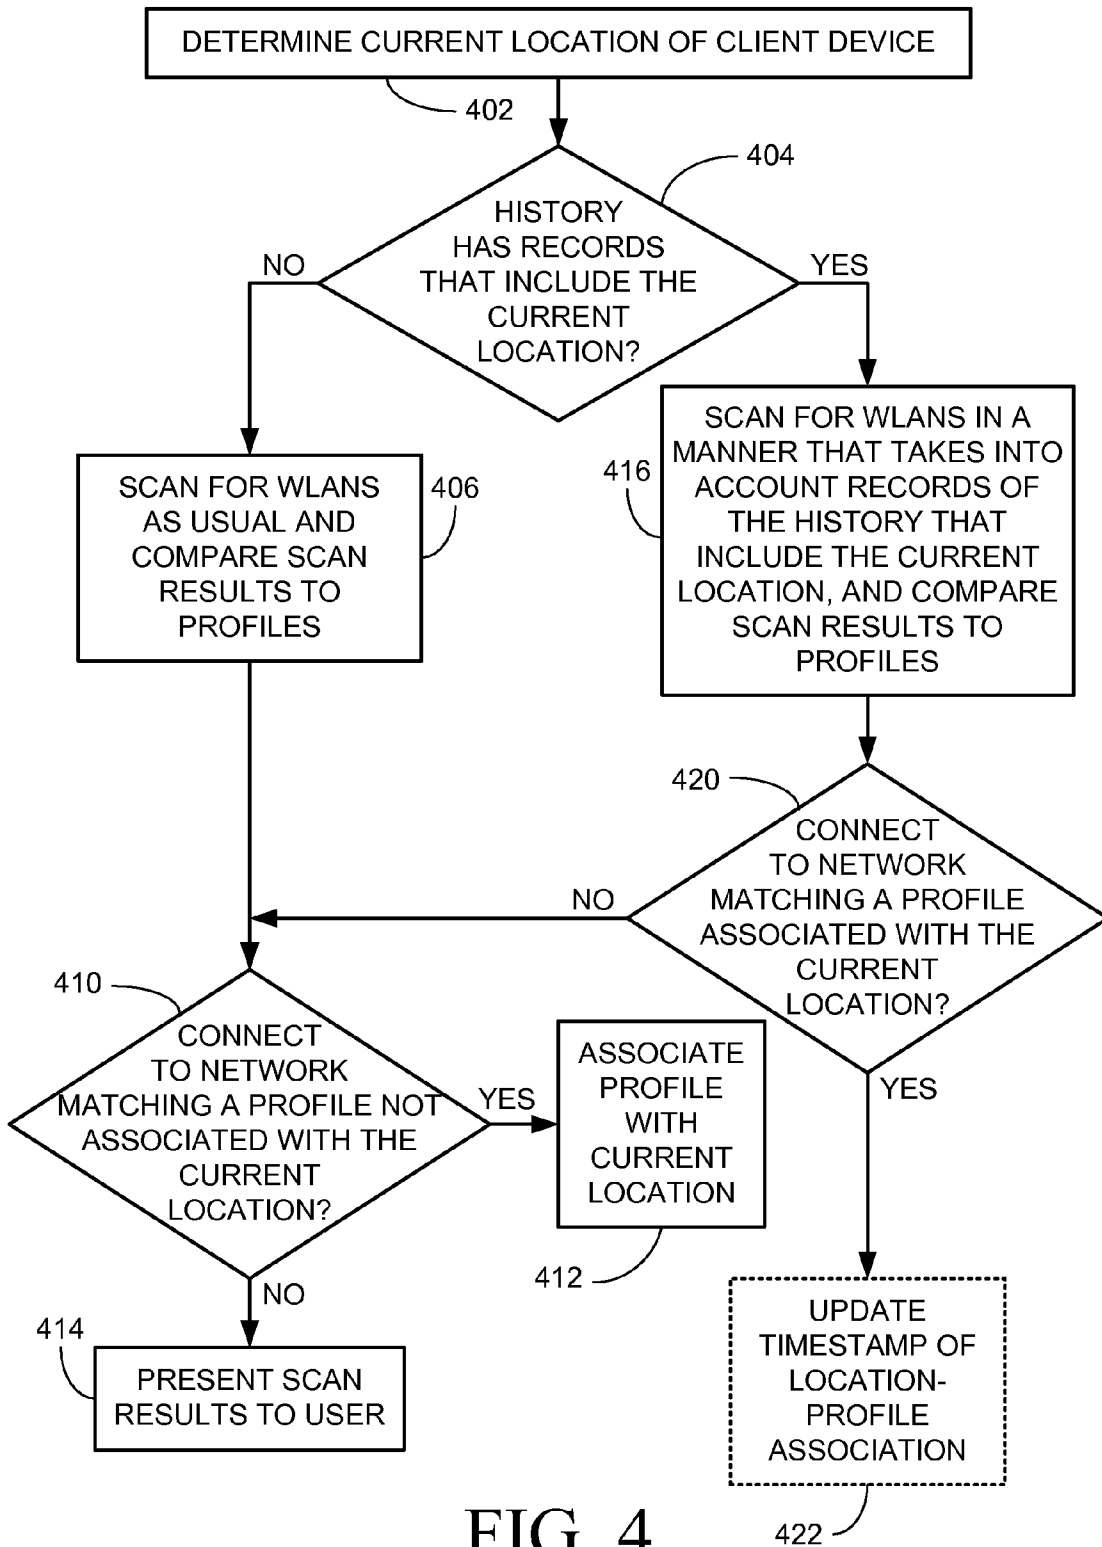 DETERMINE CURRENT LOCATION OF CLIENT DEVICE
402
404
HISTORY
HAS RECORDS
THAT INCLUDE THE
CURRENT
LOCATION?
NO
YES
SCAN FOR WLANS
AS USUAL AND
COMPARE SCAN
RESULTS TO
PROFILES
406
416
SCAN FOR WLANS IN A
MANNER THAT TAKES INTO
ACCOUNT RECORDS OF
THE HISTORY THAT
INCLUDE THE CURRENT
LOCATION, AND COMPARE
SCAN RESULTS TO
PROFILES
420
CONNECT
TO NETWORK
MATCHING A PROFILE
ASSOCIATED WITH THE
CURRENT
LOCATION?
NO
YES
410
CONNECT
TO NETWORK
MATCHING A PROFILE NOT
ASSOCIATED WITH THE
CURRENT
LOCATION?
YES
NO
ASSOCIATE
PROFILE
WITH
CURRENT
LOCATION
412
414
PRESENT SCAN
RESULTS TO USER
UPDATE
TIMESTAMP OF
LOCATION-
PROFILE
ASSOCIATION
422
FIG. 4